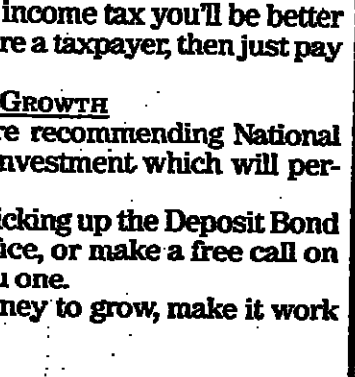 income tax you'll be better
re a taxpayer, then just pay
GROWTH
re recommending National
nvestment which will per-
icking up the Deposit Bond
ice, or make a free call on
u one.
ney to grow, make it work